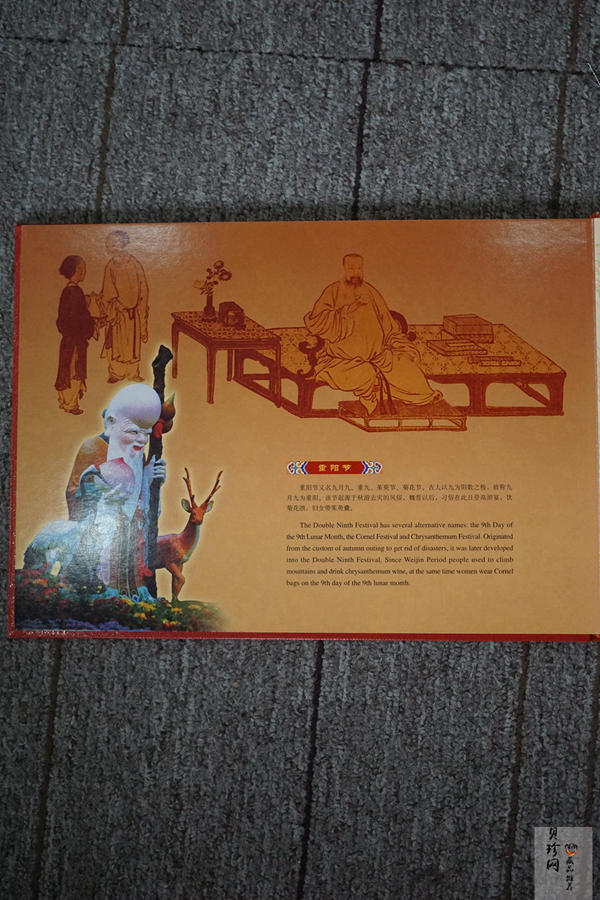 重阳节
重阳节又名九月九、重九、茱萸节、菊花节。古人以九为阳数之极，故称九
月九为重阳。该节起源于秋游去灾的风俗，魏晋以后，习俗在此日登高游宴，饮
菊花酒，妇女带茱萸囊。
The Double Ninth Festival has several alternative names: the 9th Day of
the 9th Lunar Month, the Cornel Festival and Chrysanthemum Festival. Originated
from the custom of autumn outing to get rid of disasters, it was later developed
into the Double Ninth Festival. Since Weijin Period people used to climb
mountains and drink chrysanthemum wine, at the same time women wear Cornel
bags on the 9th day of the 9th lunar month.
贝珍网
藏品推荐